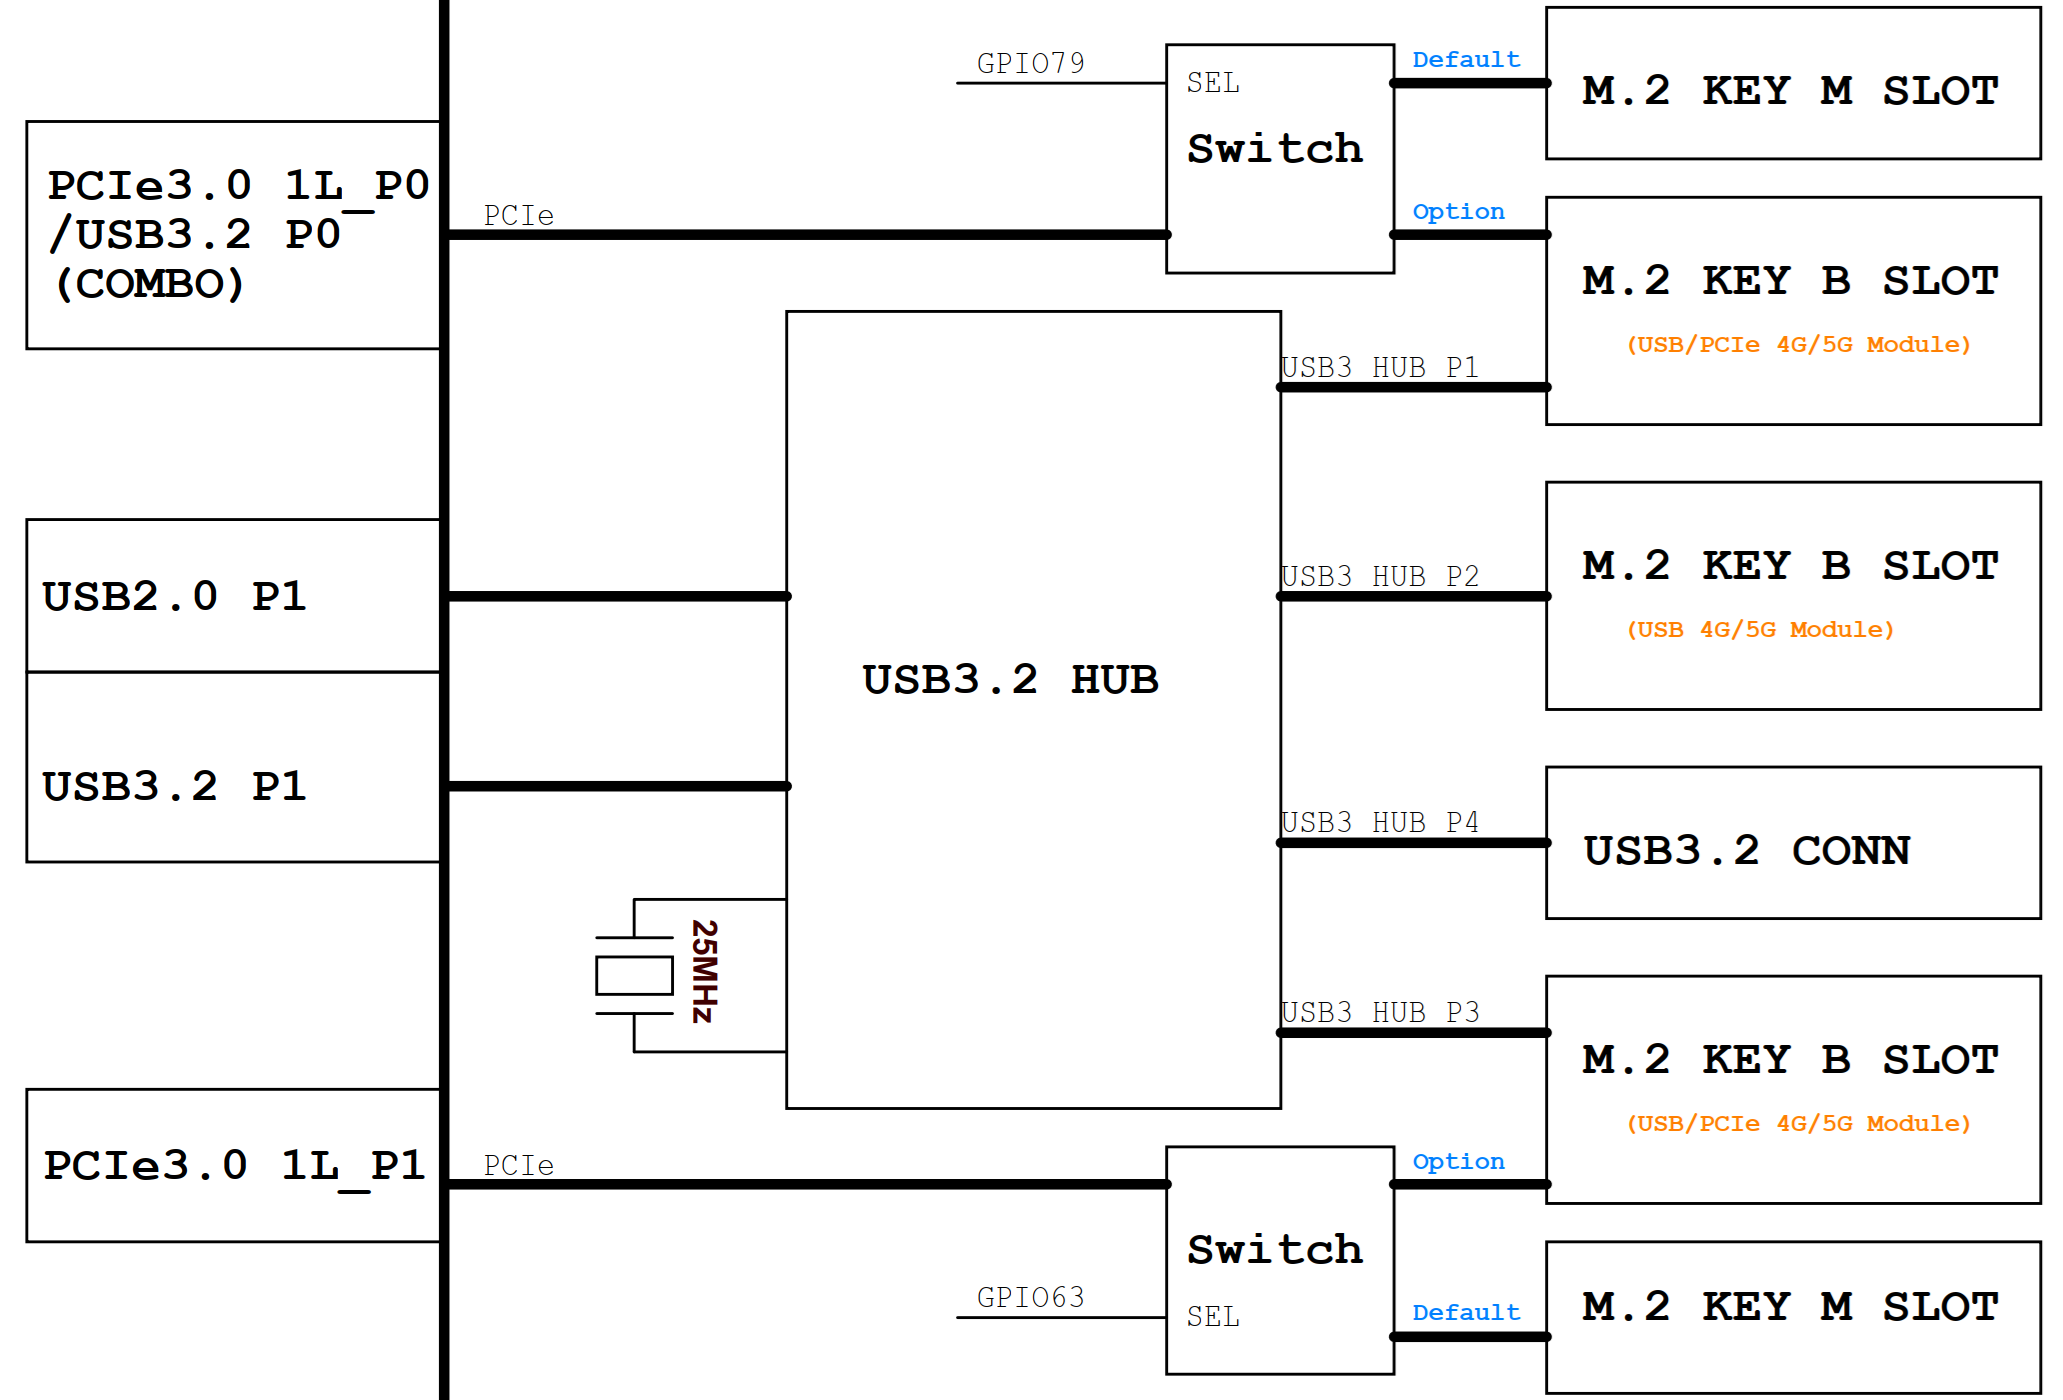 GPIO79
SEL
Switch
Default
M.2 KEY M SLOT
PCIe3.0 1L_P0
/USB3.2 P0
(COMBO)
PCIe
Option
M.2 KEY B SLOT
(USB/PCIe 4G/5G Module)
USB3 HUB P1
USB2.0 P1
USB3.2 P1
USB3.2 HUB
25MHz
USB3 HUB P2
M.2 KEY B SLOT
(USB 4G/5G Module)
USB3 HUB P4
USB3.2 CONN
USB3 HUB P3
M.2 KEY B SLOT
(USB/PCIe 4G/5G Module)
PCIe3.0 1L_P1
PCIe
Option
Switch
GPIO63
SEL
Default
M.2 KEY M SLOT